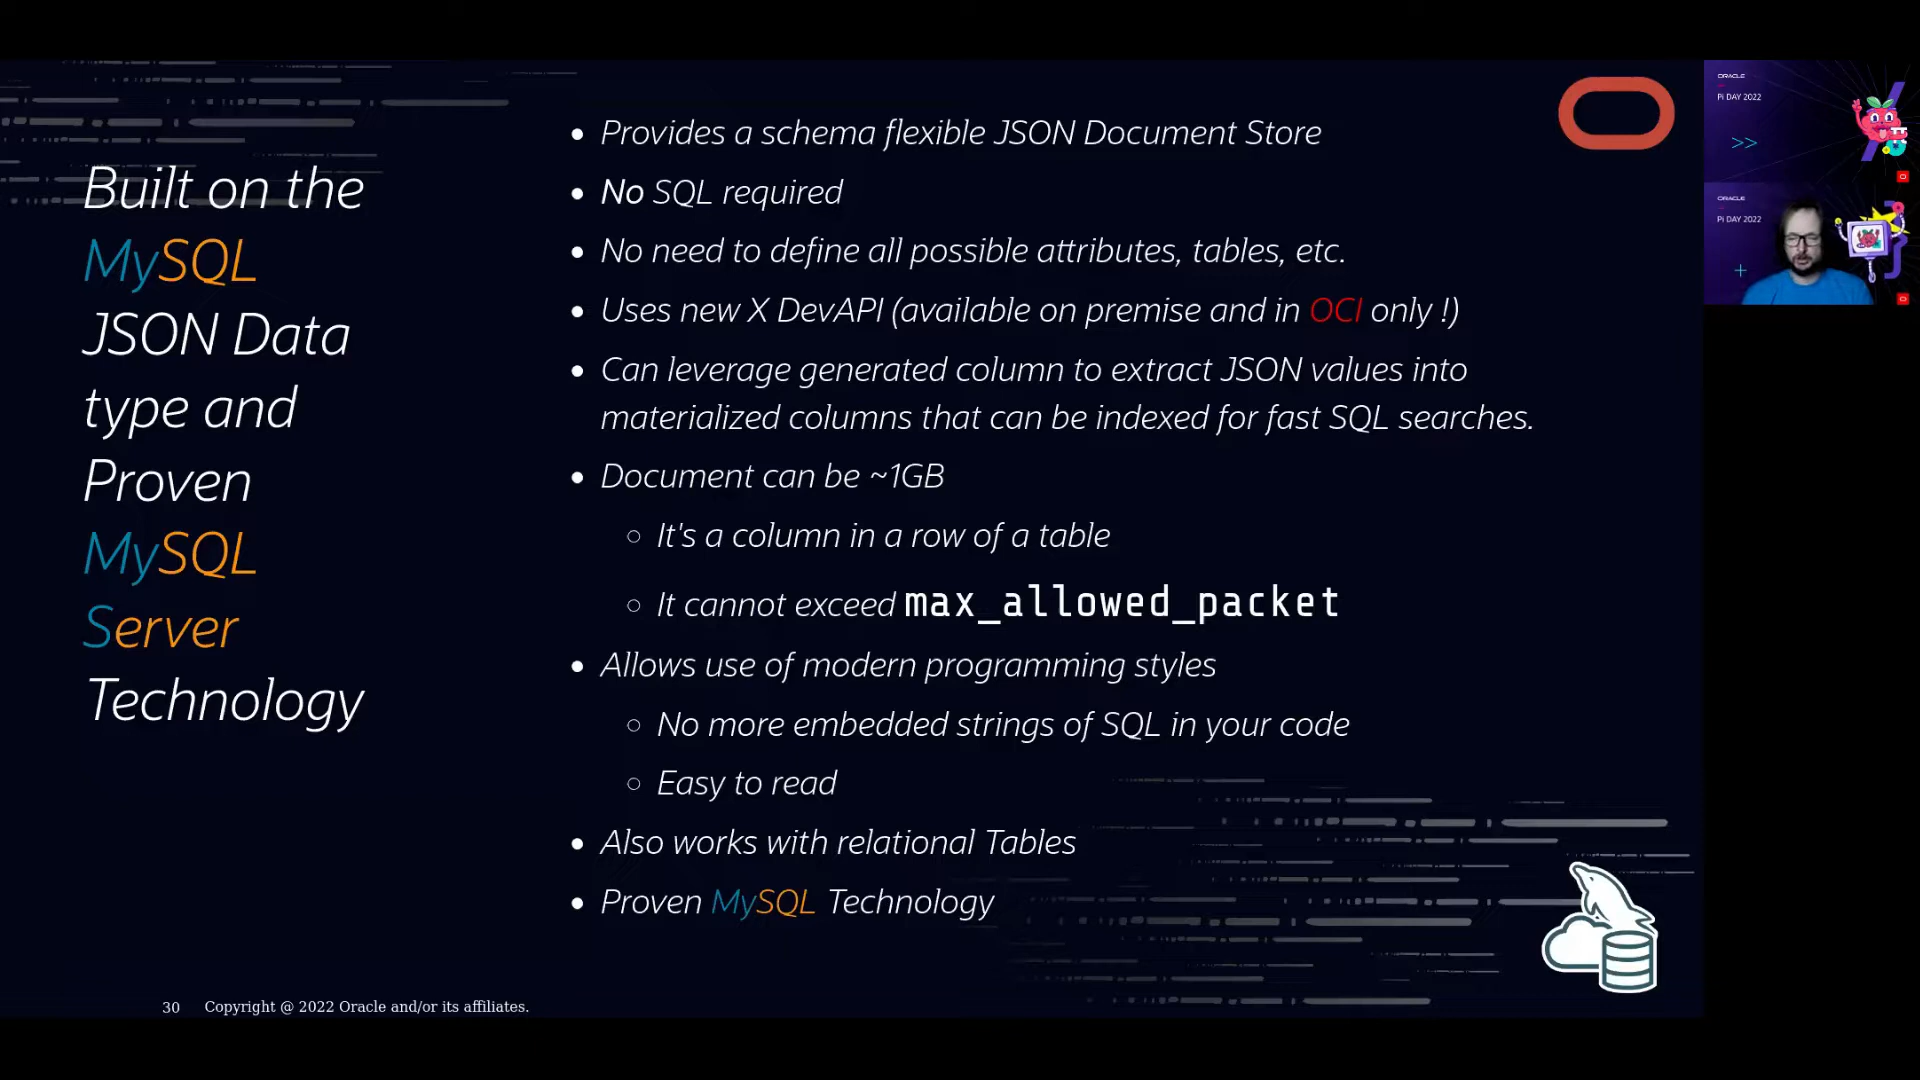 Built on the
MySQL
JSON Data
type and
Proven
MySQL
Server
Technology
• Provides a schema flexible JSON Document Store
• No SQL required
• No need to define all possible attributes, tables, etc.
• Uses new X DevAPI (available on premise and in OCI only !)
• Can leverage generated column to extract JSON values into
materialized columns that can be indexed for fast SQL searches.
• Document can be ~1GB
○ It's a column in a row of a table
○ It cannot exceed max_allowed_packet
• Allows use of modern programming styles
○ No more embedded strings of SQL in your code
○ Easy to read
• Also works with relational Tables
• Proven MySQL Technology
30 Copyright @ 2022 Oracle and/or its affiliates.
ORACLE
Pi DAY 2022
>>
ORACLE
Pi DAY 2022
+